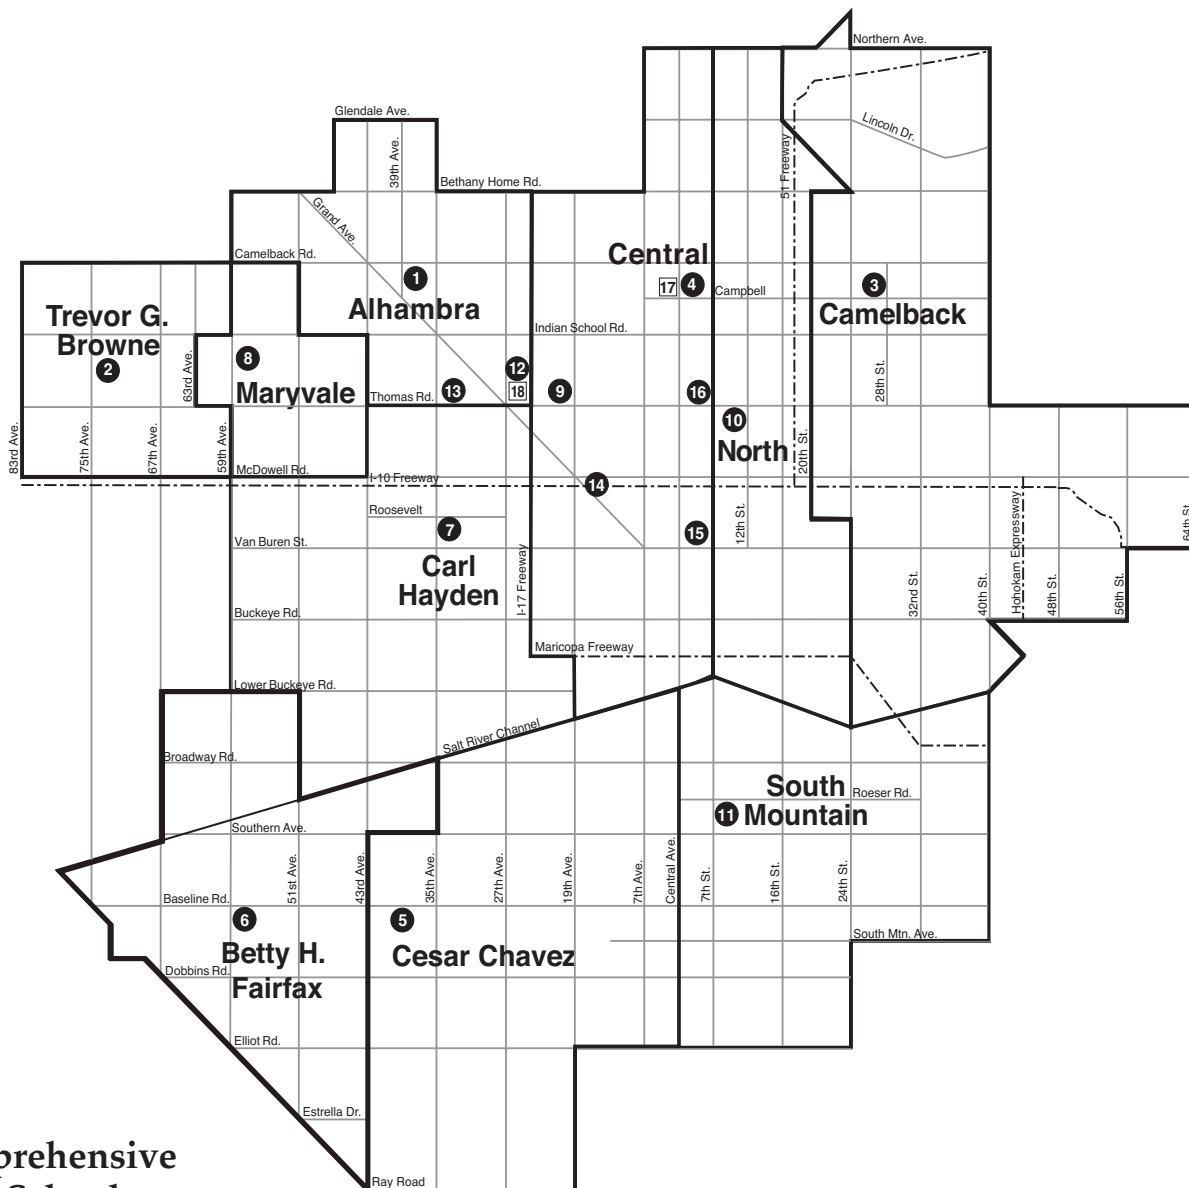 Northern Ave.
Glendale Ave.
Lincoln Dr.
39th Ave.
51 Freeway
Bethany Home Rd.
Grand Ave.
Camelback Rd.
Central
1
17
4
Campbell
3
Trevor G.
Browne
2
Alhambra
Camelback
Indian School Rd.
63rd Ave.
8
Maryvale
12
18
28th St.
Thomas Rd.
13
9
16
10
North
83rd Ave.
75th Ave.
67th Ave.
59th Ave.
20th St.
McDowell Rd.
I-10 Freeway
14
Roosevelt
7
15
12th St.
Hohokam Expressway
64th St.
Van Buren St.
Carl
Hayden
I-17 Freeway
32nd St.
40th St.
48th St.
56th St.
Buckeye Rd.
Maricopa Freeway
Lower Buckeye Rd.
Salt River Channel
Broadway Rd.
South
Mountain
11
Roeser Rd.
Southern Ave.
51st Ave.
43rd Ave.
35th Ave.
27th Ave.
19th Ave.
7th Ave.
Central Ave.
7th St.
16th St.
24th St.
Baseline Rd.
6
5
Betty H.
Fairfax
Cesar Chavez
South Mtn. Ave.
Dobbins Rd.
Elliot Rd.
Estrella Dr.
prehensive
Ray Road